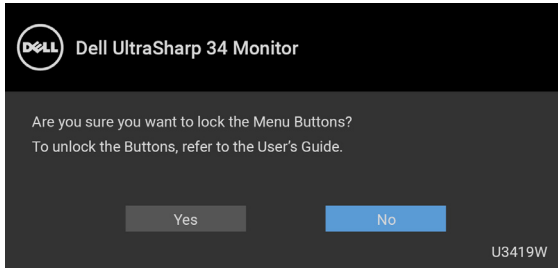 DELL
Dell UltraSharp 34 Monitor
Are you sure you want to lock the Menu Buttons?
To unlock the Buttons, refer to the User's Guide.
Yes
No
U3419W